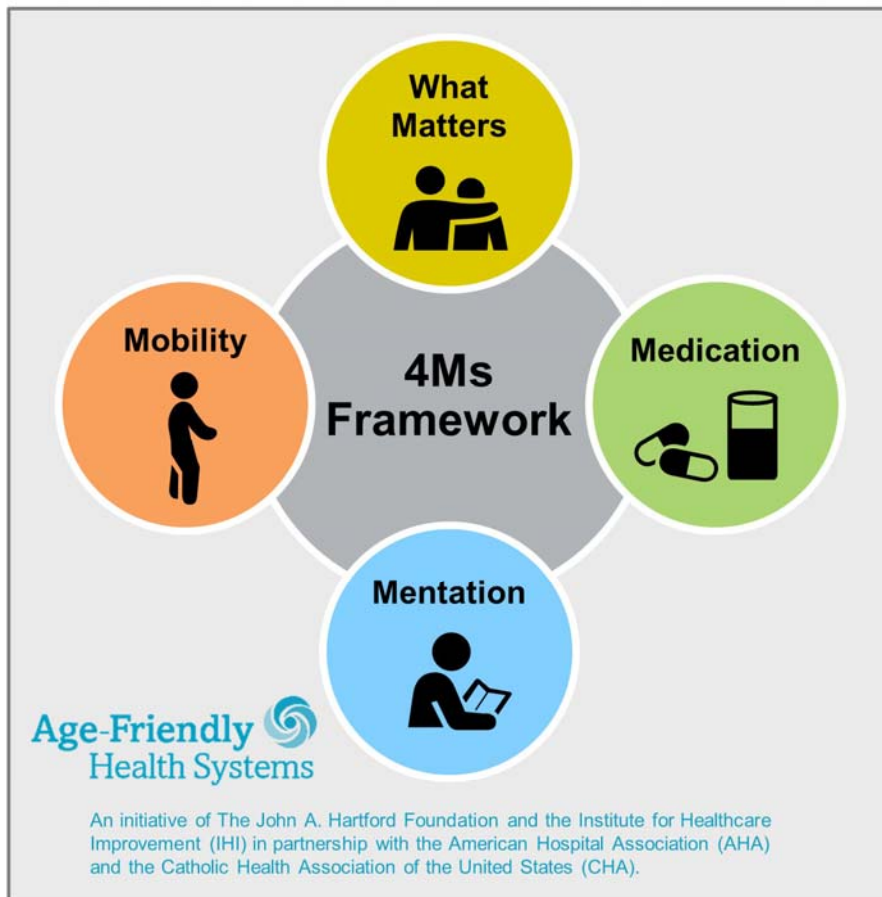 What
Matters
Mobility
4Ms
Framework
Medication
Mentation
Age-Friendly
Health Systems
An initiative of The John A. Hartford Foundation and the Institute for Healthcare
Improvement (IHI) in partnership with the American Hospital Association (AHA)
and the Catholic Health Association of the United States (CHA).